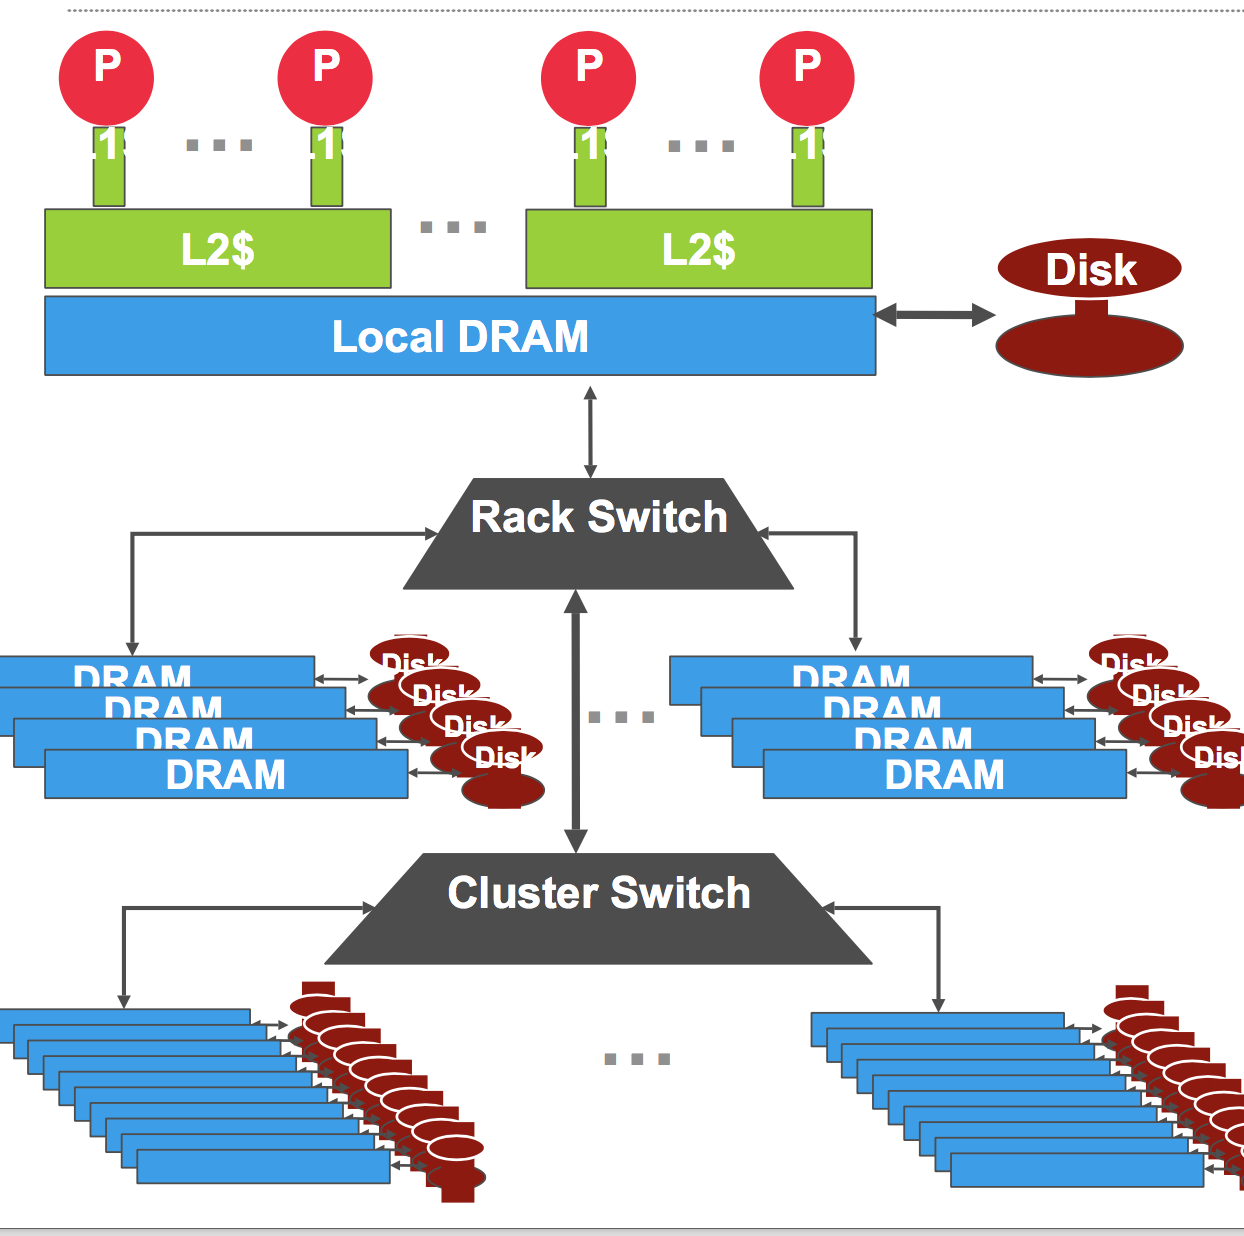 P P P P
L1$ L1$ L1$ L1$
... ...
...
L2$ L2$
Disk
Local DRAM
Rack Switch
DRAM Disk DRAM Disk
DRAM Disk DRAM Disk
DRAM Disk DRAM Disk
DRAM Disk DRAM Disk
...
Cluster Switch
...